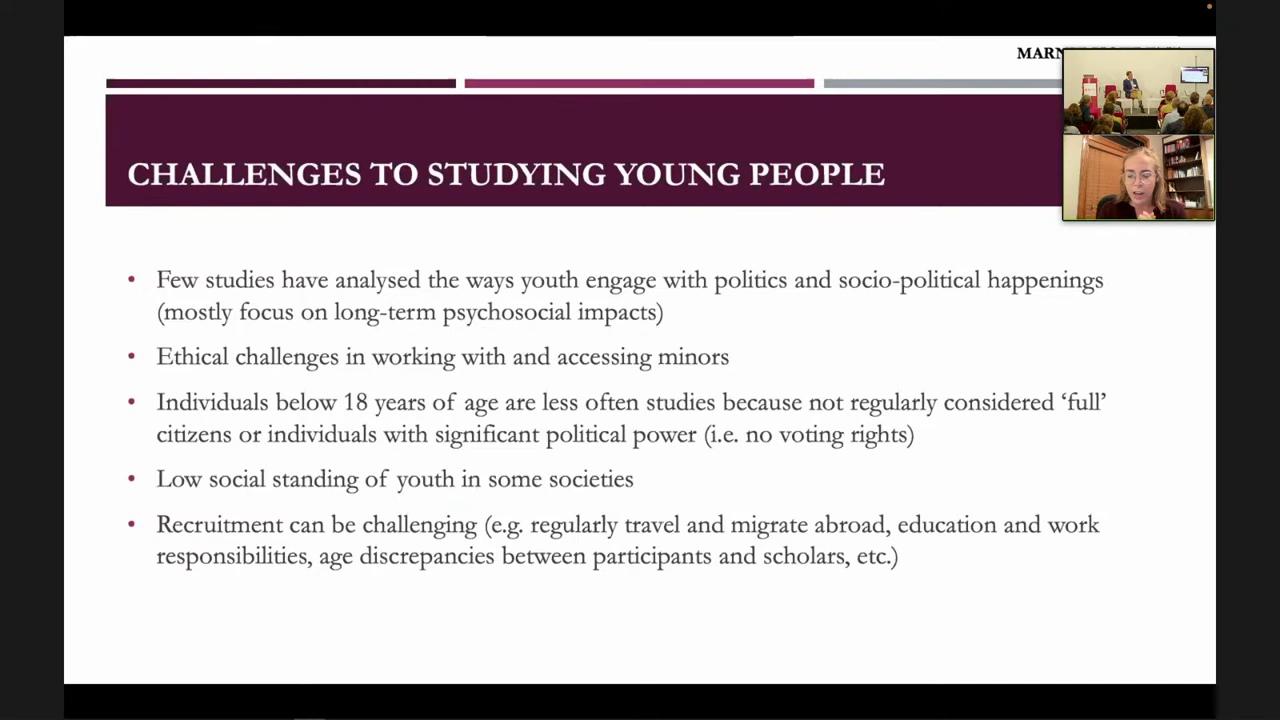 CHALLENGES TO STUDYING YOUNG PEOPLE
• Few studies have analysed the ways youth engage with politics and socio-political happenings
(mostly focus on long-term psychosocial impacts)
• Ethical challenges in working with and accessing minors
• Individuals below 18 years of age are less often studies because not regularly considered ‘full’
citizens or individuals with significant political power (i.e. no voting rights)
• Low social standing of youth in some societies
• Recruitment can be challenging (e.g. regularly travel and migrate abroad, education and work
responsibilities, age discrepancies between participants and scholars, etc.)